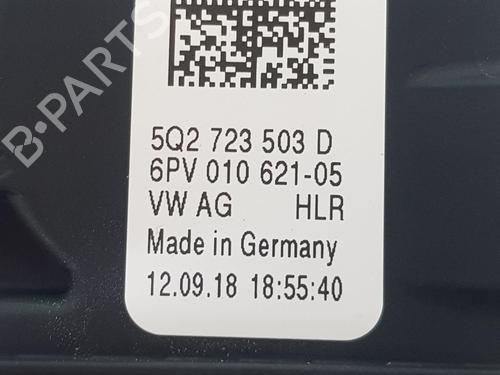 5Q2 723 503 D
6PV 010 621-05
VW AG HLR
Made in Germany
12.09.18 18:55:40
B-PARTS